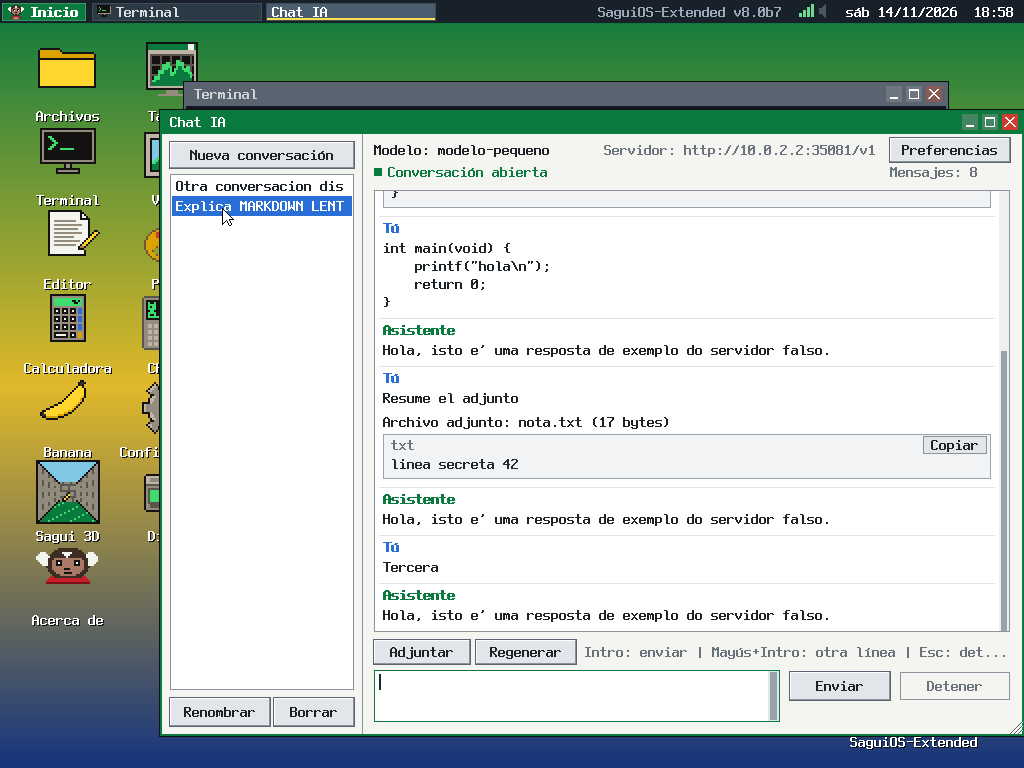 Inicio
Terminal
Chat IA
SaguiOS-Extended v8.0b7
sáb 14/11/2026
18:58
Archivos
Terminal
Editor
Calculadora
Banana
Sagui 3D
Acerca de
Terminal
Chat IA
Nueva conversación
Otra conversacion dis
Explica MARKDOWN LENT
Renombrar
Borrar
Modelo: modelo-pequeno
Servidor: http://10.0.2.2:35081/v1
Preferencias
Conversación abierta
Mensajes: 8
}
Tú
int main(void) {
printf("hola\n");
return 0;
}
Asistente
Hola, isto e' uma resposta de exemplo do servidor falso.
Tú
Resume el adjunto
Archivo adjunto: nota.txt (17 bytes)
txt
Copiar
linea secreta 42
Asistente
Hola, isto e' uma resposta de exemplo do servidor falso.
Tú
Tercera
Asistente
Hola, isto e' uma resposta de exemplo do servidor falso.
Adjuntar
Regenerar
Intro: enviar | Mayús+Intro: otra línea | Esc: det...
Enviar
Detener
SaguiOS-Extended